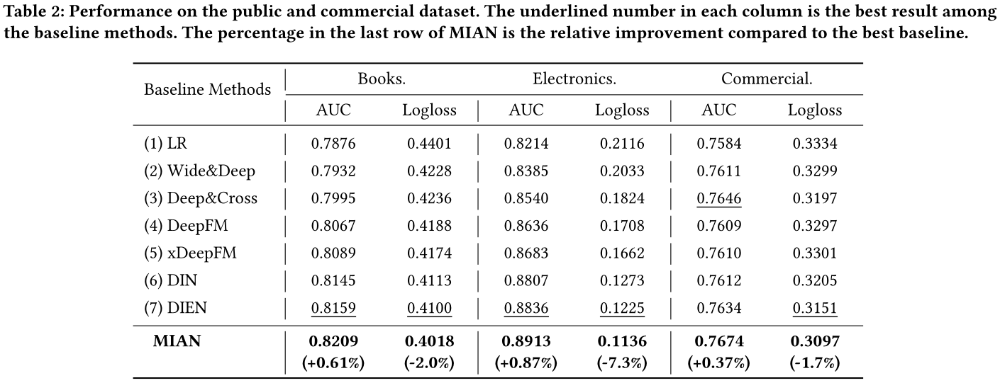 Table 2: Performance on the public and commercial dataset. The underlined number in each column is the best result among
the baseline methods. The percentage in the last row of MIAN is the relative improvement compared to the best baseline.
Baseline Methods Books. Electronics. Commercial.
AUC Logloss AUC Logloss AUC Logloss
(1) LR 0.7876 0.4401 0.8214 0.2116 0.7584 0.3334
(2) Wide&Deep 0.7932 0.4228 0.8385 0.2033 0.7611 0.3299
(3) Deep&Cross 0.7995 0.4236 0.8540 0.1824 0.7646 0.3197
(4) DeepFM 0.8067 0.4188 0.8636 0.1708 0.7609 0.3297
(5) xDeepFM 0.8089 0.4174 0.8683 0.1662 0.7610 0.3301
(6) DIN 0.8145 0.4113 0.8807 0.1273 0.7612 0.3205
(7) DIEN 0.8159 0.4100 0.8836 0.1225 0.7634 0.3151
MIAN 0.8209 0.4018 0.8913 0.1136 0.7674 0.3097
(+0.61%) (-2.0%) (+0.87%) (-7.3%) (+0.37%) (-1.7%)